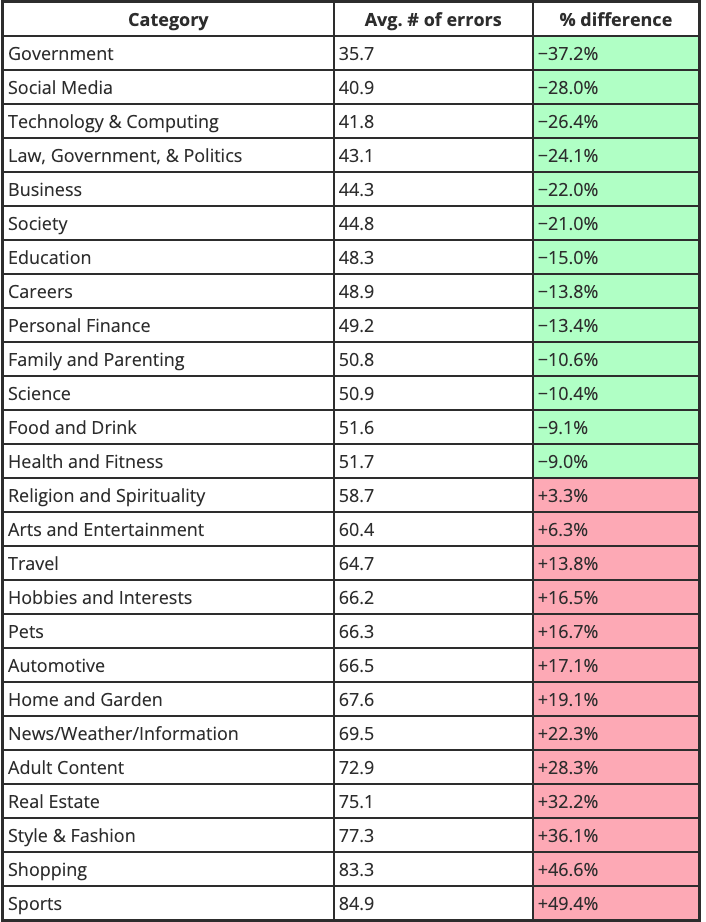 Category Avg. # of errors % difference
Government 35.7 −37.2%
Social Media 40.9 −28.0%
Technology & Computing 41.8 −26.4%
Law, Government, & Politics 43.1 −24.1%
Business 44.3 −22.0%
Society 44.8 −21.0%
Education 48.3 −15.0%
Careers 48.9 −13.8%
Personal Finance 49.2 −13.4%
Family and Parenting 50.8 −10.6%
Science 50.9 −10.4%
Food and Drink 51.6 −9.1%
Health and Fitness 51.7 −9.0%
Religion and Spirituality 58.7 +3.3%
Arts and Entertainment 60.4 +6.3%
Travel 64.7 +13.8%
Hobbies and Interests 66.2 +16.5%
Pets 66.3 +16.7%
Automotive 66.5 +17.1%
Home and Garden 67.6 +19.1%
News/Weather/Information 69.5 +22.3%
Adult Content 72.9 +28.3%
Real Estate 75.1 +32.2%
Style & Fashion 77.3 +36.1%
Shopping 83.3 +46.6%
Sports 84.9 +49.4%